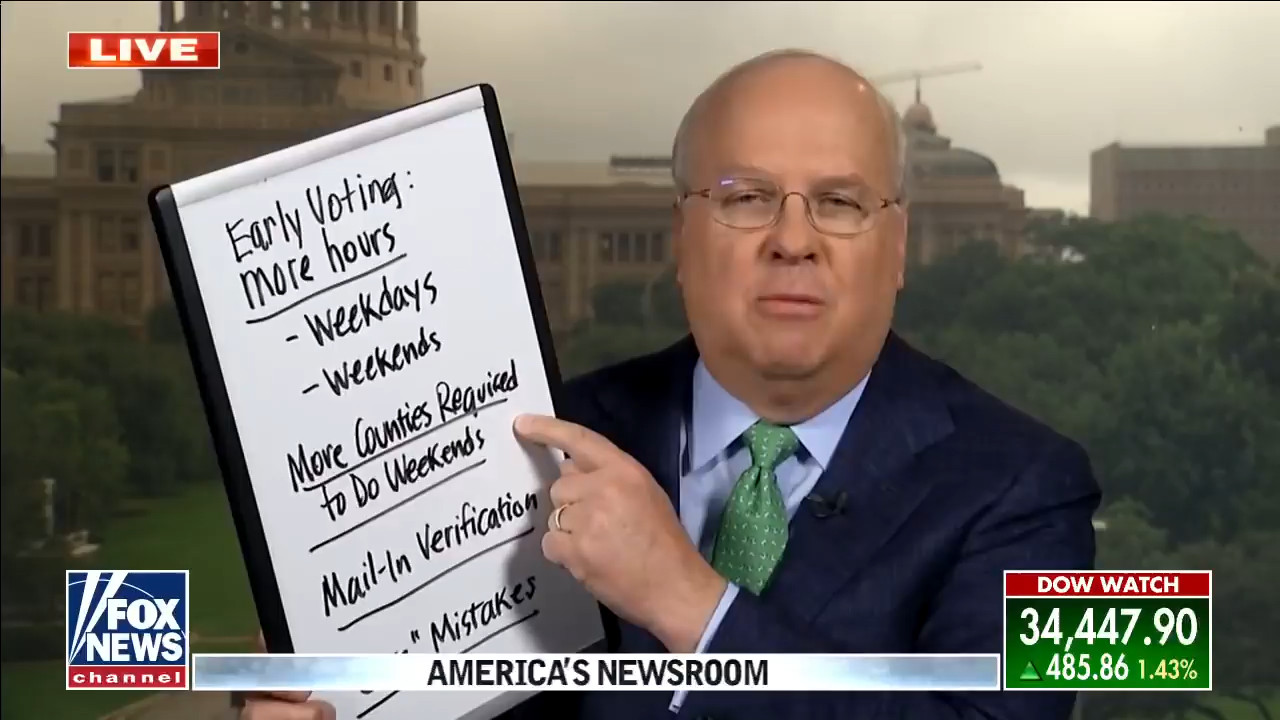 LIVE
Early Voting:
more hours
- Weekdays
- Weekends
More Counties Required
to Do Weekends
Mail-In Verification
" Mistakes
FOX
NEWS
channel
AMERICA'S NEWSROOM
DOW WATCH
34,447.90
485.86 1.43%